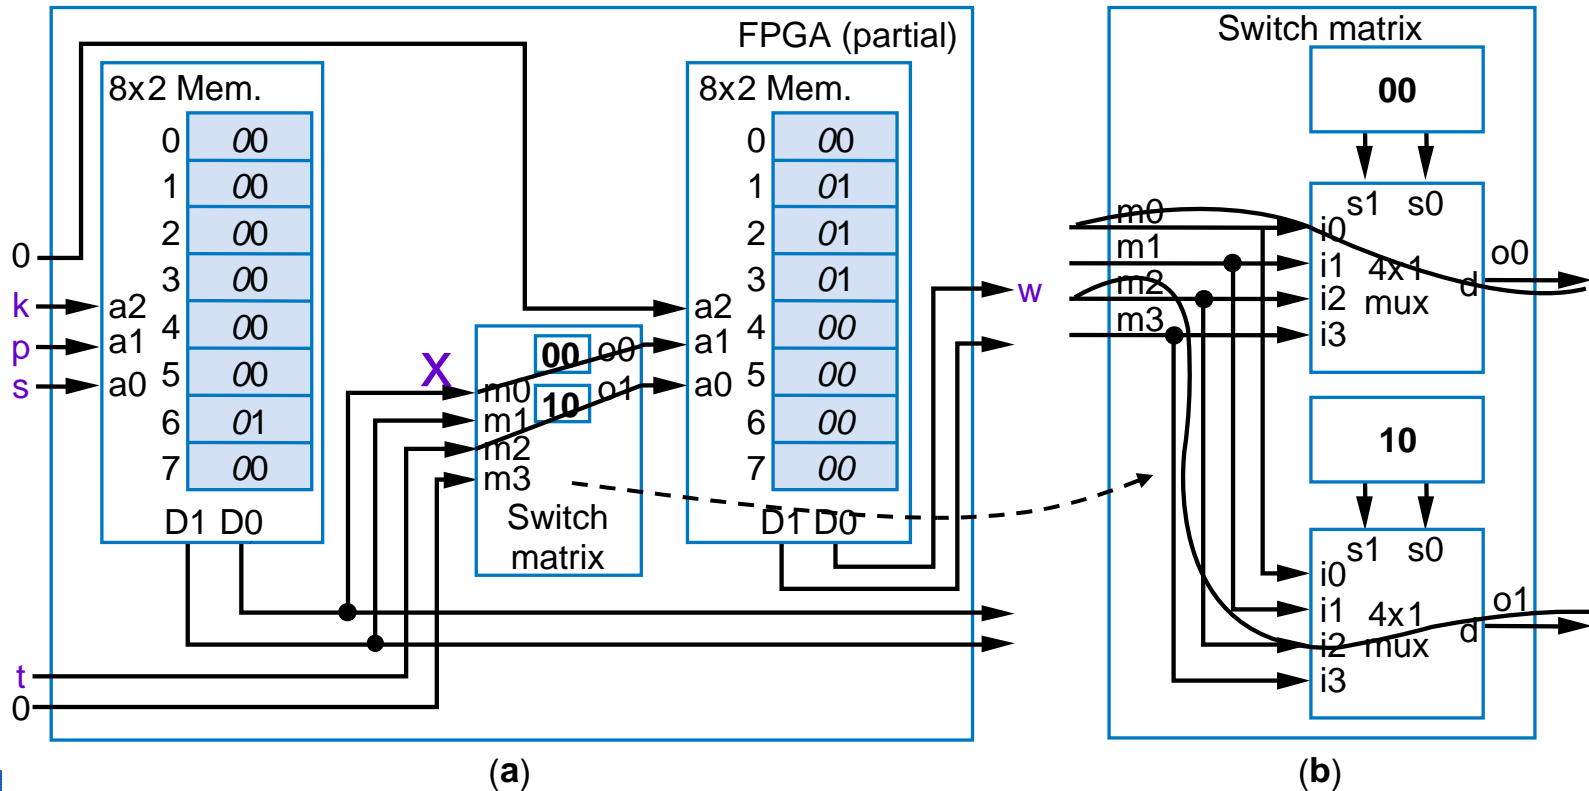 FPGA (partial)
8x2 Mem.
0 00
1 00
2 00
3 00
4 00
5 00
6 01
7 00
D1 D0
0
k
p
s
a2
a1
a0
t
0
x
m0
m1
m2
m3
00 o0
10 o1
Switch
matrix
8x2 Mem.
0 00
1 01
2 01
3 01
4 00
5 00
6 00
7 00
a2
a1
a0
D1 D0
w
(a)
Switch matrix
00
s1 s0
m0
m1
m2
m3
i0
i1
i2
i3
4x1
mux
d
o0
10
s1 s0
i0
i1
i2
i3
4x1
mux
d
o1
(b)